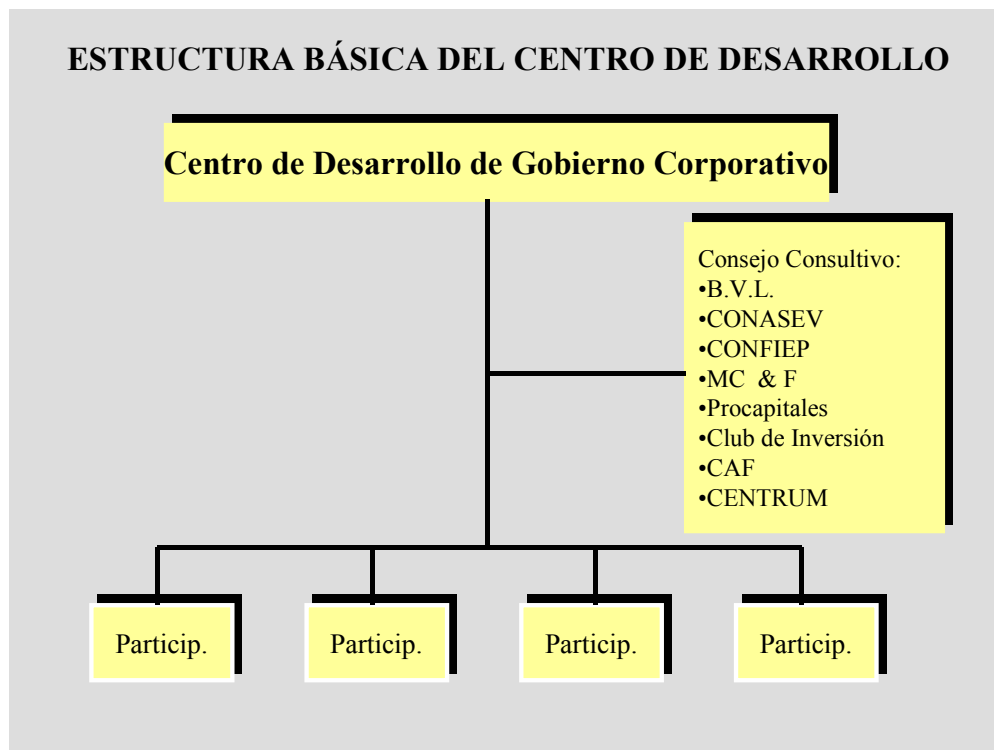 ESTRUCTURA BÁSICA DEL CENTRO DE DESARROLLO
Centro de Desarrollo de Gobierno Corporativo
Consejo Consultivo:
•B.V.L.
•CONASEV
•CONFIEP
•MC & F
•Procapitales
•Club de Inversión
•CAF
•CENTRUM
Particip.
Particip.
Particip.
Particip.